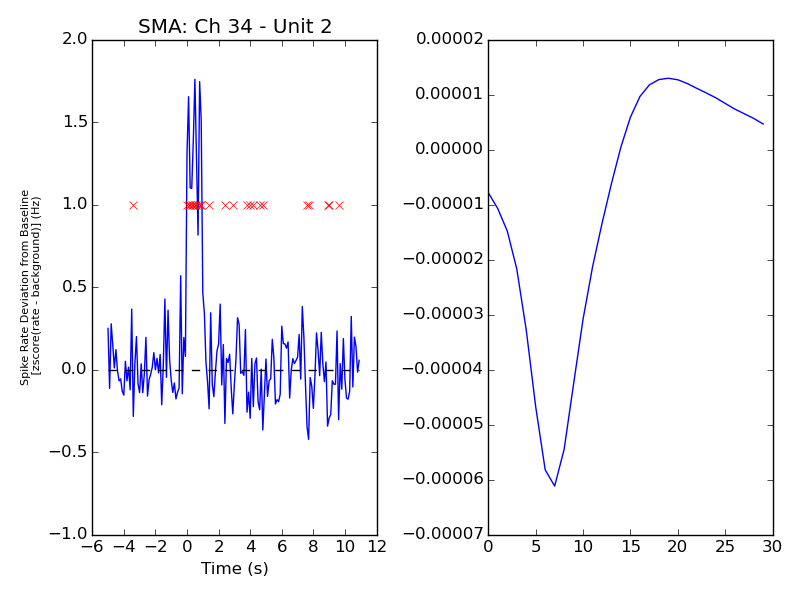 SMA: Ch 34 - Unit 2
2.0
1.5
1.0
0.5
0.0
−0.5
−1.0
Spike Rate Deviation from Baseline
[zscore(rate - background)] (Hz)
−6 −4 −2 0 2 4 6 8 10 12
Time (s)
0.00002
0.00001
0.00000
−0.00001
−0.00002
−0.00003
−0.00004
−0.00005
−0.00006
−0.00007
0 5 10 15 20 25 30